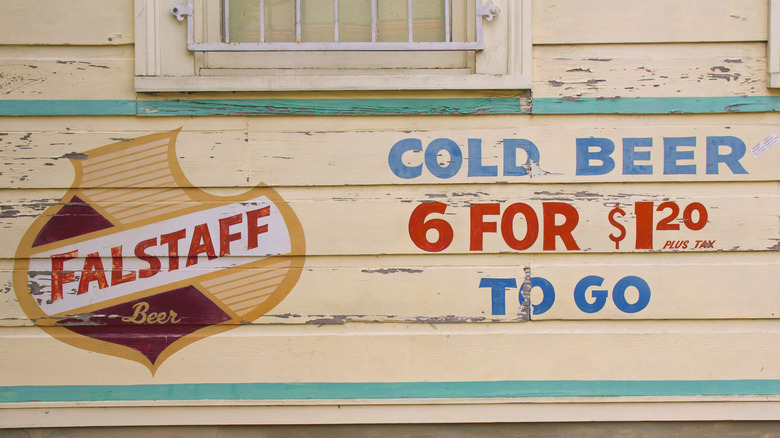 FALSTAFF
Beer
COLD BEER
6 FOR $1.20
PLUS TAX
TO GO